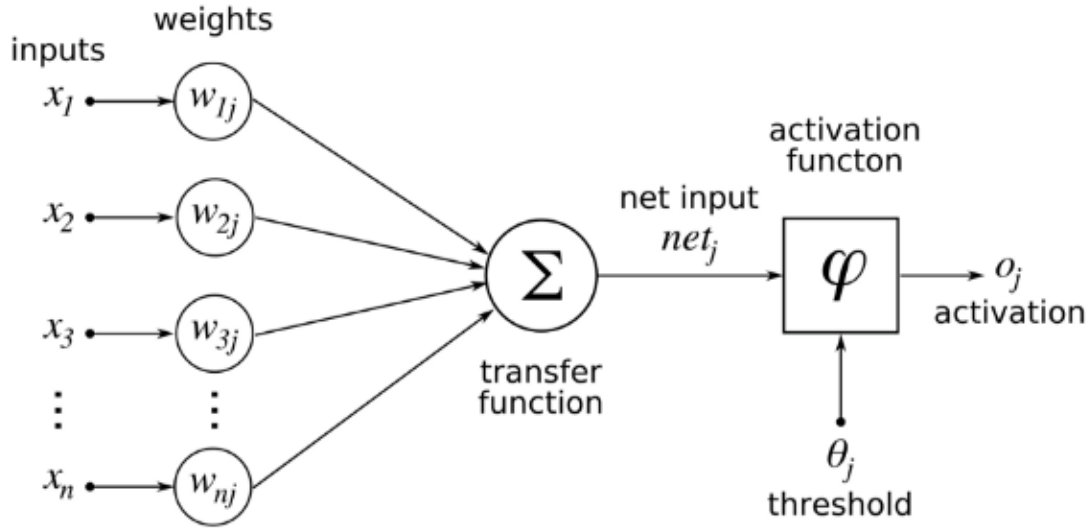 weights
inputs
x₁
w₁ⱼ
activation
functon
x₂
w₂ⱼ
net input
netⱼ
Σ
φ
oⱼ
activation
x₃
w₃ⱼ
transfer
function
⋮
⋮
θⱼ
threshold
xₙ
wₙⱼ